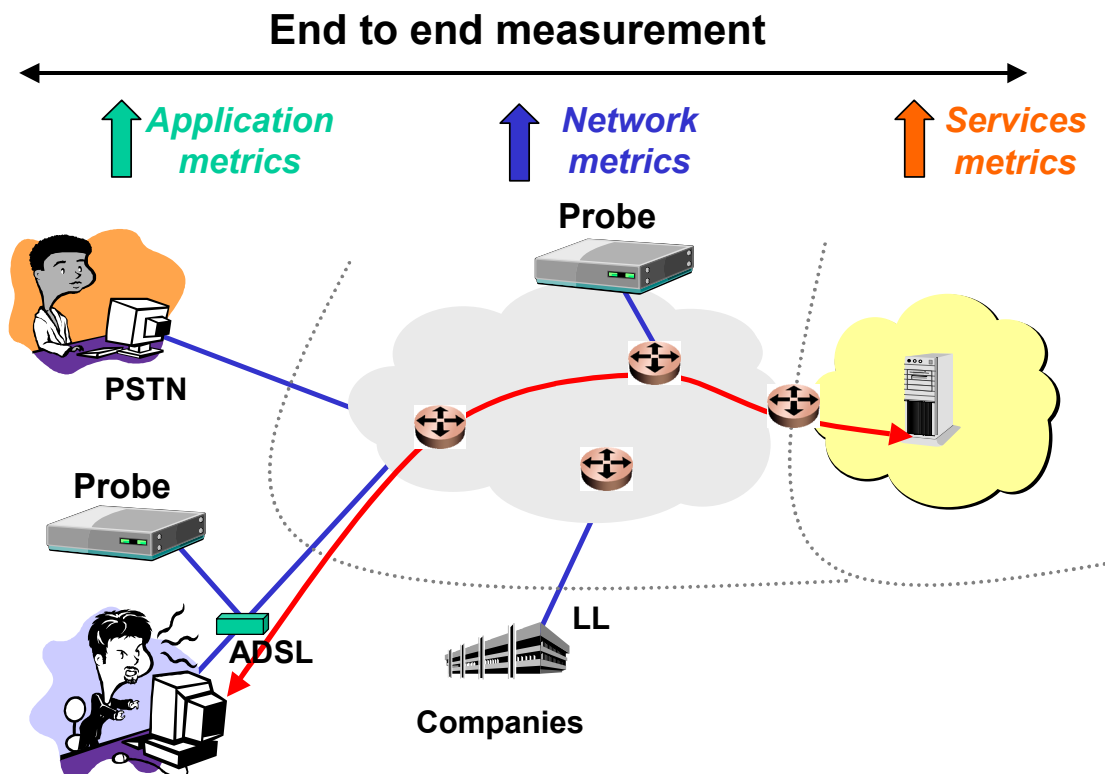 End to end measurement
Application
metrics
Network
metrics
Services
metrics
Probe
PSTN
Probe
ADSL
LL
Companies